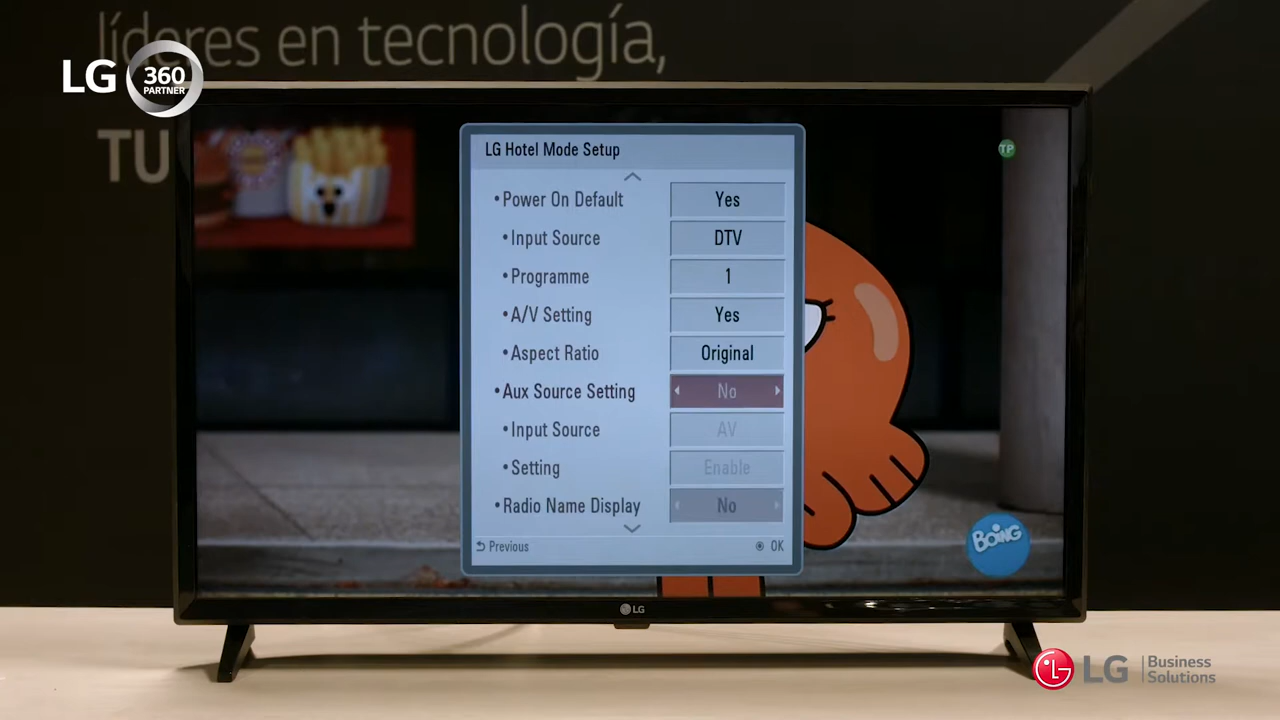 líderes en tecnología,
LG 360
PARTNER
TU
TP
LG Hotel Mode Setup
•Power On Default Yes
•Input Source DTV
•Programme 1
•A/V Setting Yes
•Aspect Ratio Original
•Aux Source Setting No
•Input Source AV
•Setting Enable
•Radio Name Display No
Previous OK
BOING
LG
LG Business
Solutions